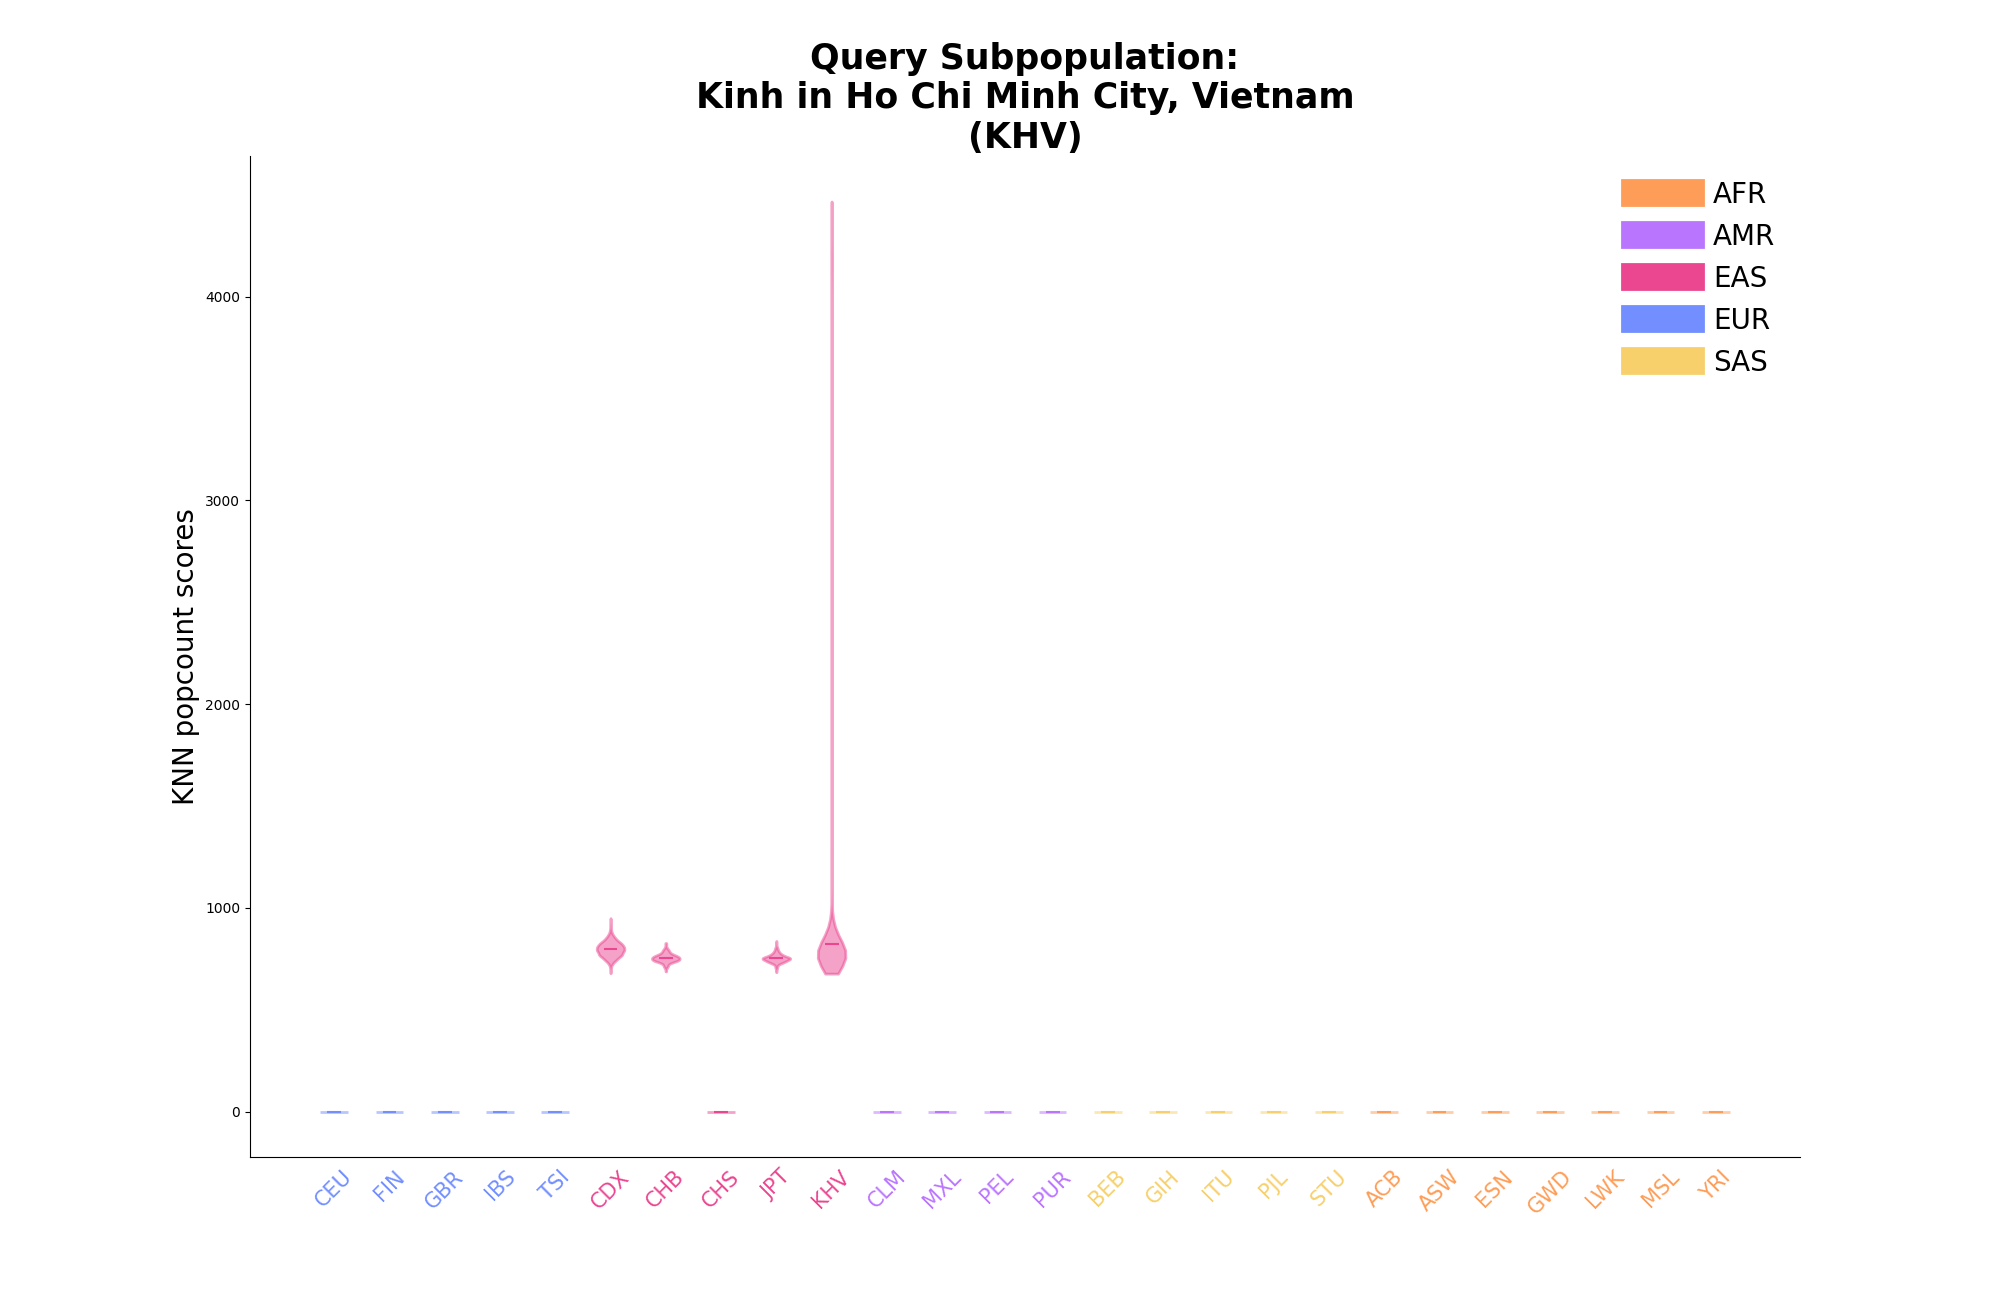 Query Subpopulation:
Kinh in Ho Chi Minh City, Vietnam
(KHV)
AFR
AMR
EAS
EUR
SAS
KNN popcount scores
4000
3000
2000
1000
0
CEU FIN GBR IBS TSI CDX CHB CHS JPT KHV CLM MXL PEL PUR BEB GIH ITU PJL STU ACB ASW ESN GWD LWK MSL YRI